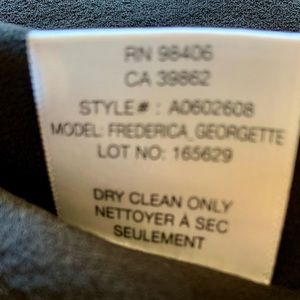 RN 98406
CA 39862
STYLE# : A0602608
MODEL: FREDERICA_GEORGETTE
LOT NO: 165629
DRY CLEAN ONLY
NETTOYER À SEC
SEULEMENT